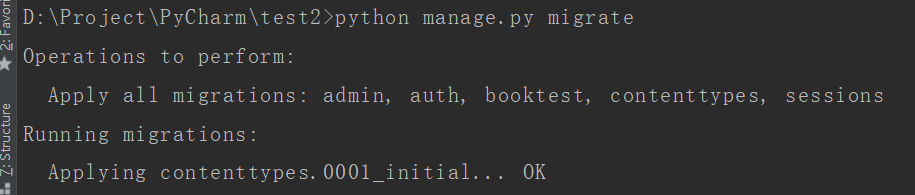 D:\Project\PyCharm\test2>python manage.py migrate
Operations to perform:
Apply all migrations: admin, auth, booktest, contenttypes, sessions
Running migrations:
Applying contenttypes.0001_initial... OK
2: Favor
7: Structure